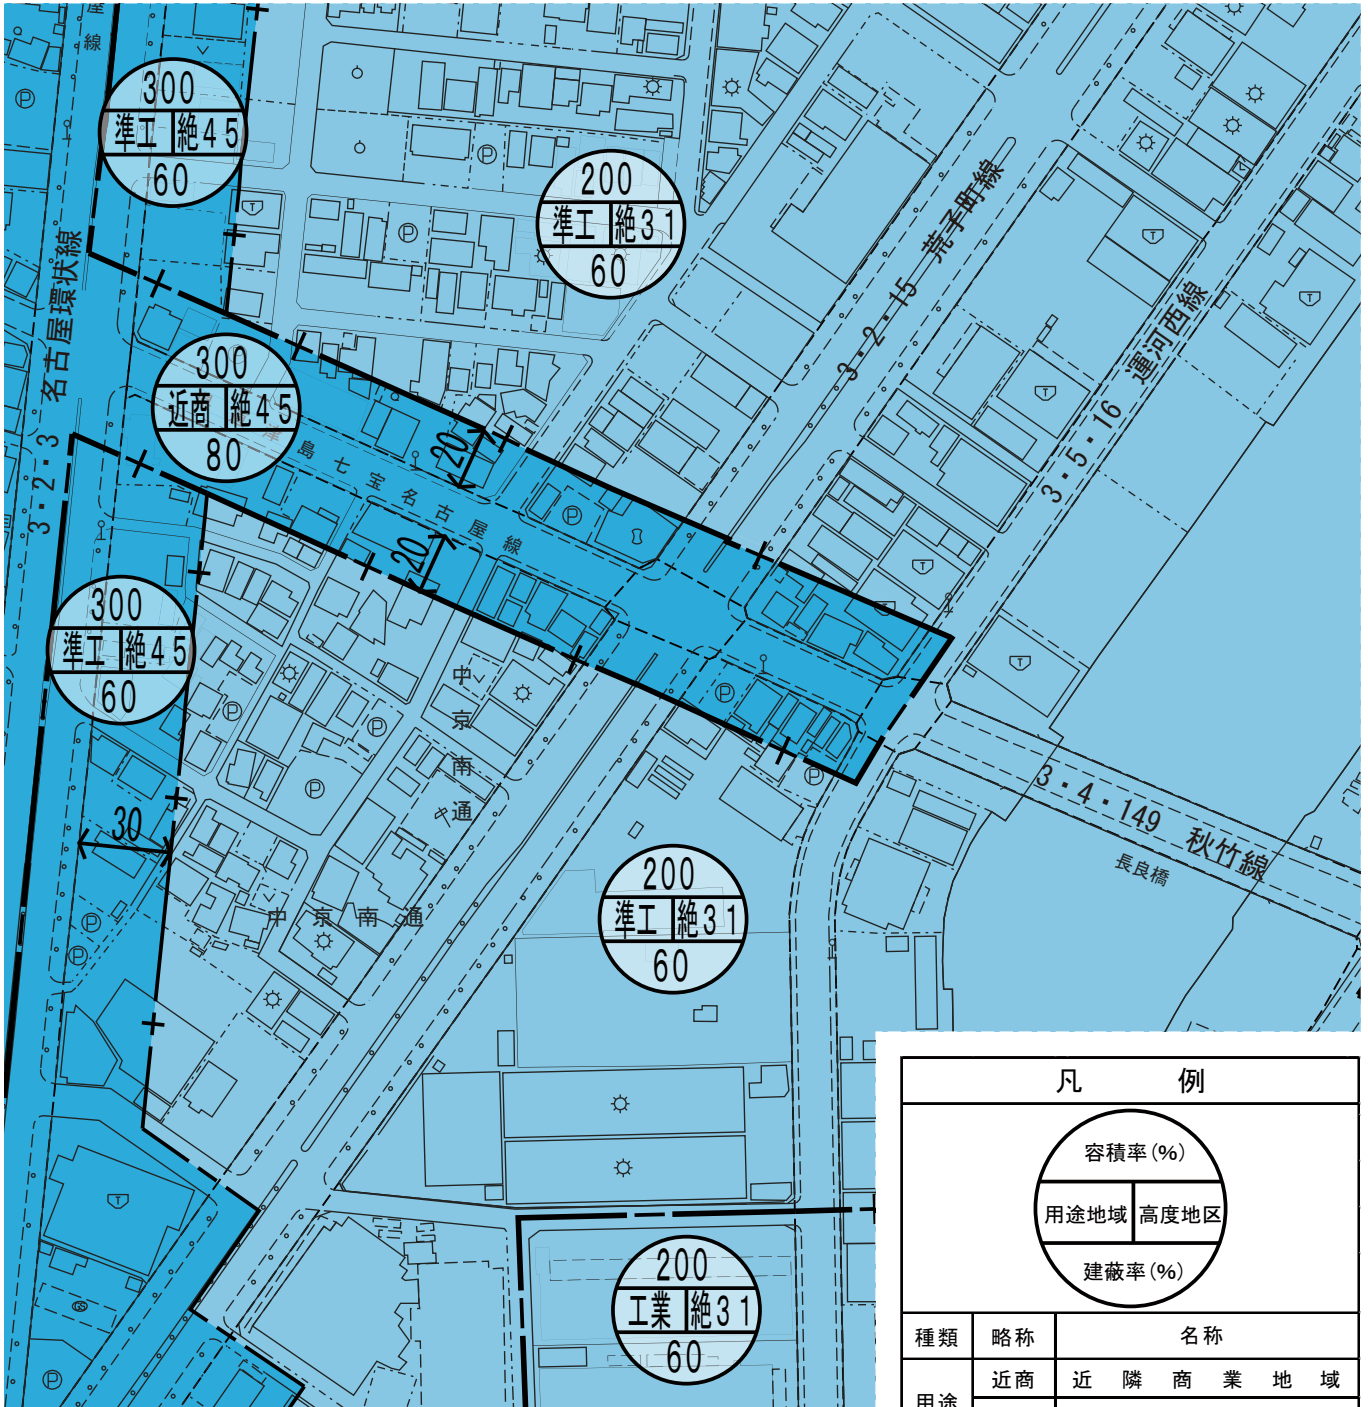 屋
線
300
準工 絶45
60
200
準工 絶31
60
3・2・15 荒子町線
3・5・16 運河西線
3・2・3 名古屋環状線
300
近商 絶45
80
島七宝名古屋線
20
20
300
準工 絶45
60
中京南通
30
中京南通
3・4・149 秋竹線
長良橋
200
準工 絶31
60
200
工業 絶31
60
凡例
容積率(%)
用途地域 高度地区
建蔽率(%)
種類 略称 名称
用途 近商 近隣商業地域